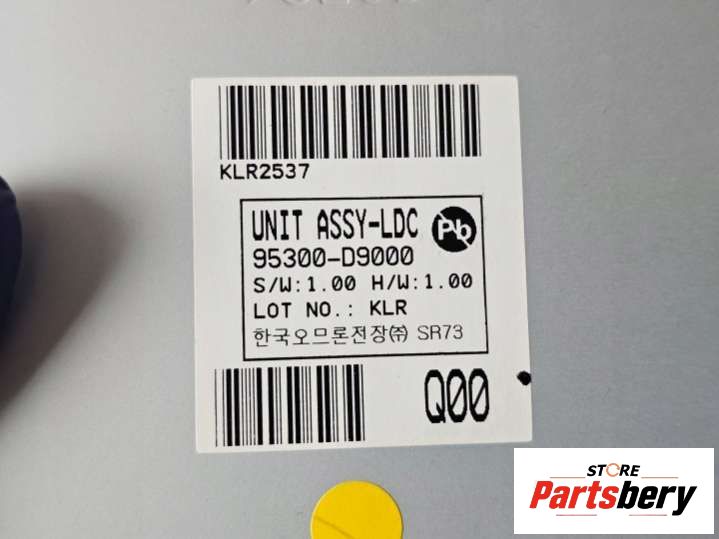 KLR2537
UNIT ASSY-LDC
Pb
95300-D9000
S/W:1.00 H/W:1.00
LOT NO.: KLR
한국오므론전장㈜ SR73
Q00
STORE
Partsbery